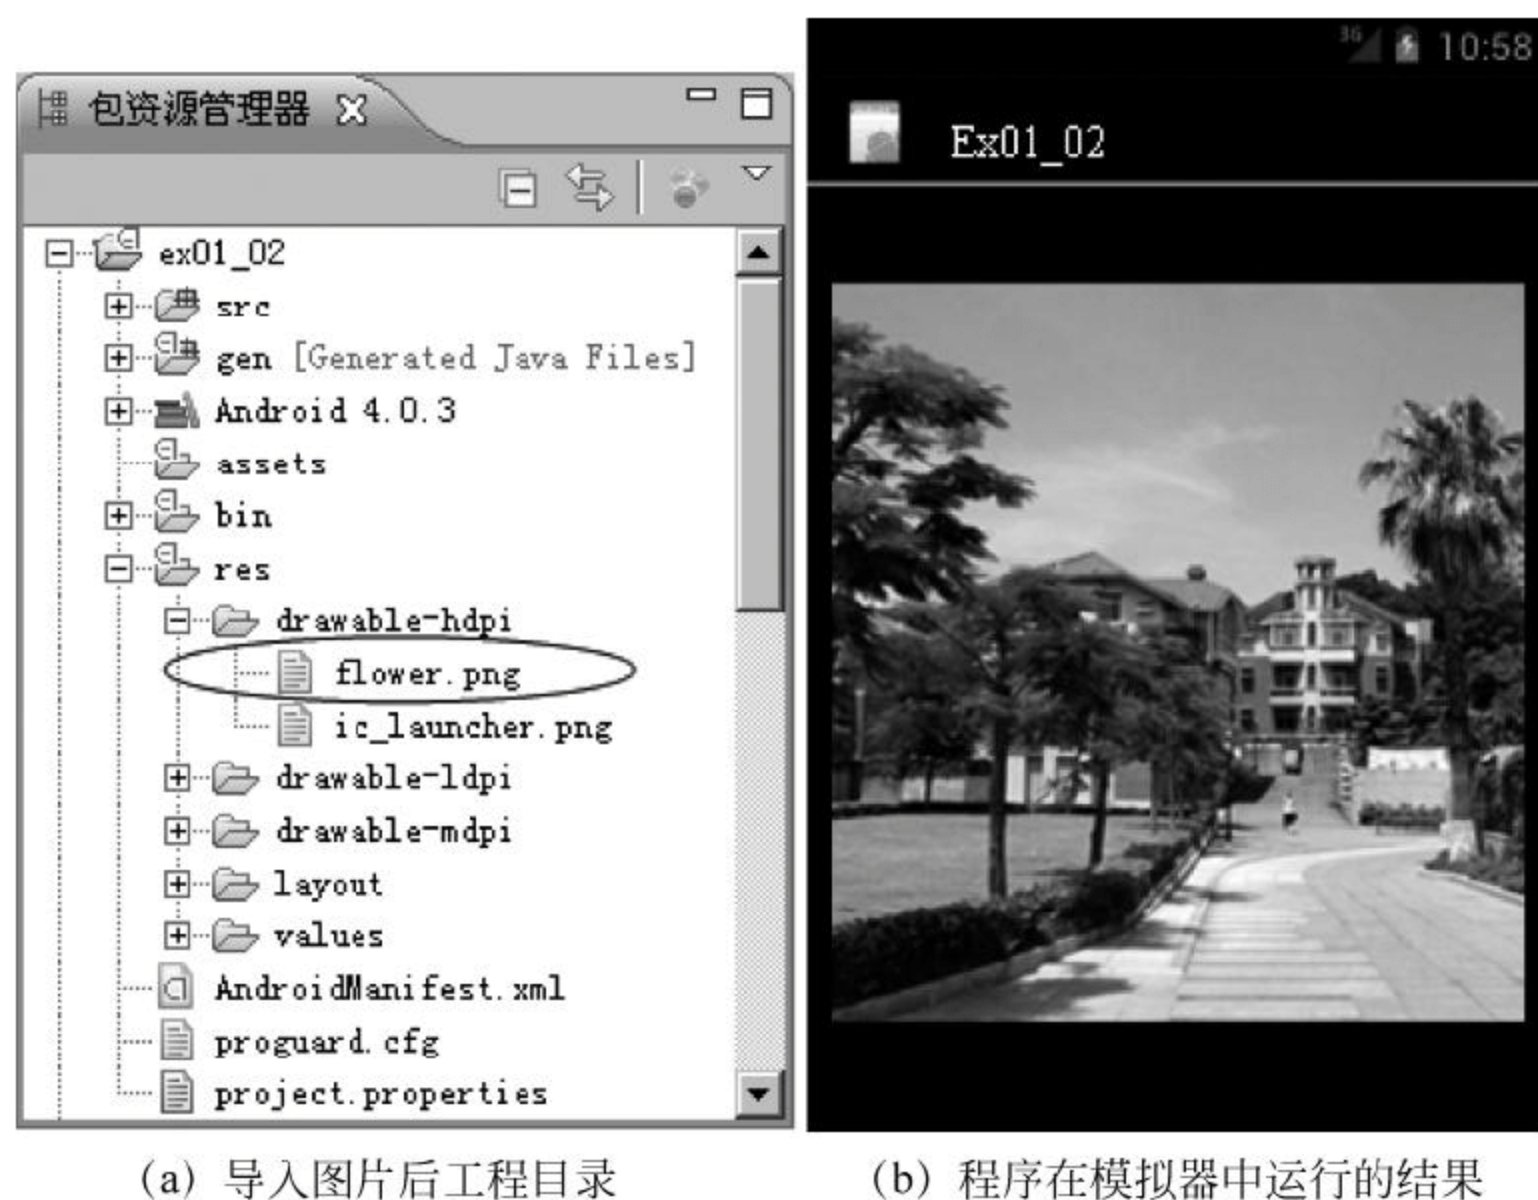 包资源管理器
ex01_02
src
gen [Generated Java Files]
Android 4.0.3
assets
bin
res
drawable-hdpi
flower.png
ic_launcher.png
drawable-ldpi
drawable-mdpi
layout
values
AndroidManifest.xml
proguard.cfg
project.properties
(a) 导入图片后工程目录
3G 10:58
Ex01_02
(b) 程序在模拟器中运行的结果